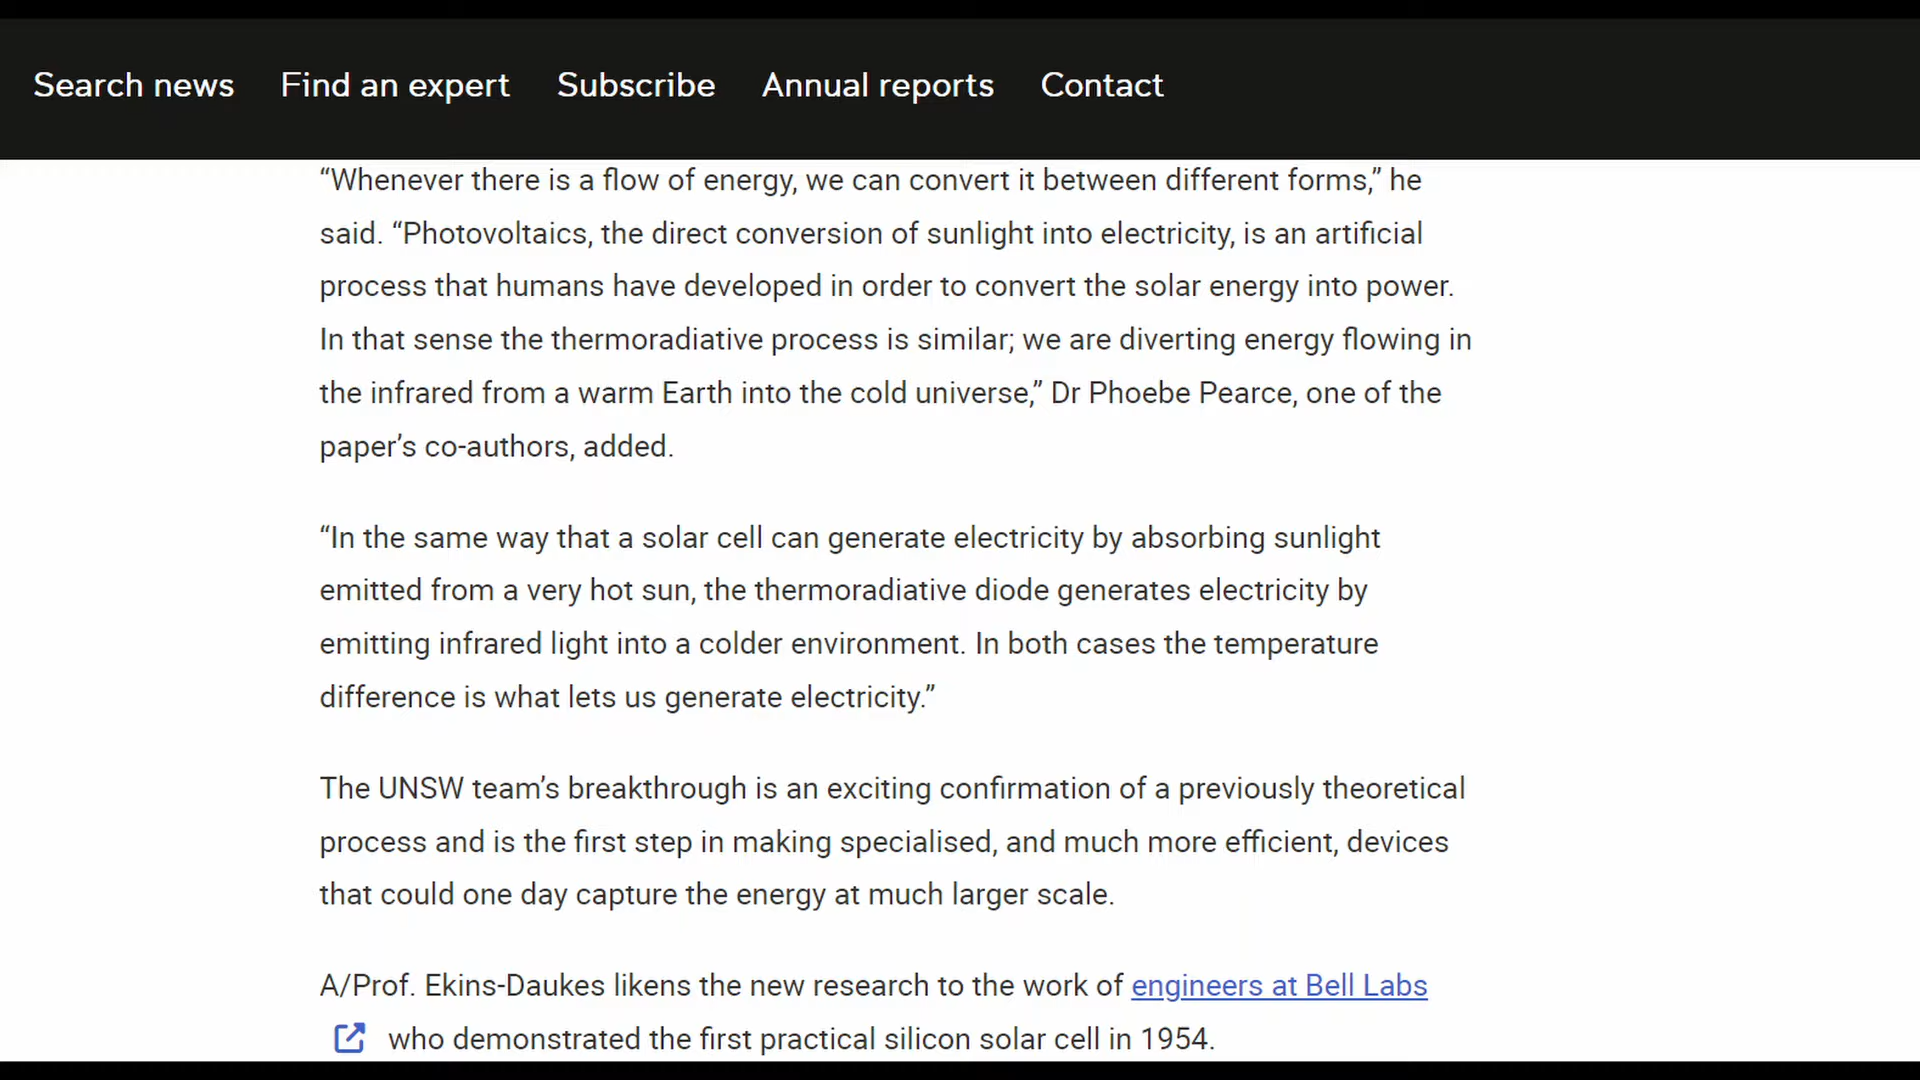 Search news Find an expert Subscribe Annual reports Contact
“Whenever there is a flow of energy, we can convert it between different forms,” he
said. “Photovoltaics, the direct conversion of sunlight into electricity, is an artificial
process that humans have developed in order to convert the solar energy into power.
In that sense the thermoradiative process is similar; we are diverting energy flowing in
the infrared from a warm Earth into the cold universe,” Dr Phoebe Pearce, one of the
paper’s co-authors, added.
“In the same way that a solar cell can generate electricity by absorbing sunlight
emitted from a very hot sun, the thermoradiative diode generates electricity by
emitting infrared light into a colder environment. In both cases the temperature
difference is what lets us generate electricity.”
The UNSW team’s breakthrough is an exciting confirmation of a previously theoretical
process and is the first step in making specialised, and much more efficient, devices
that could one day capture the energy at much larger scale.
A/Prof. Ekins-Daukes likens the new research to the work of engineers at Bell Labs
who demonstrated the first practical silicon solar cell in 1954.